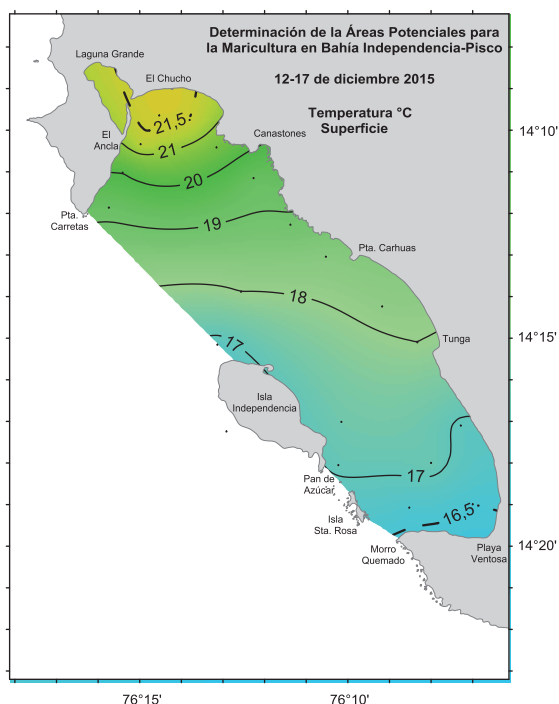 Determinación de la Áreas Potenciales para
la Maricultura en Bahía Independencia-Pisco
12-17 de diciembre 2015
Temperatura °C
Superficie
Laguna Grande
El Chucho
21,5
El
Ancla
21
Canastones
14°10'
20
Pta.
Carretas
19
Pta. Carhuas
18
Tunga
14°15'
17
Isla
Independencia
Pan de
Azúcar
17
Isla
Sta. Rosa
16,5
Morro
Quemado
Playa
Ventosa
14°20'
76°15'
76°10'